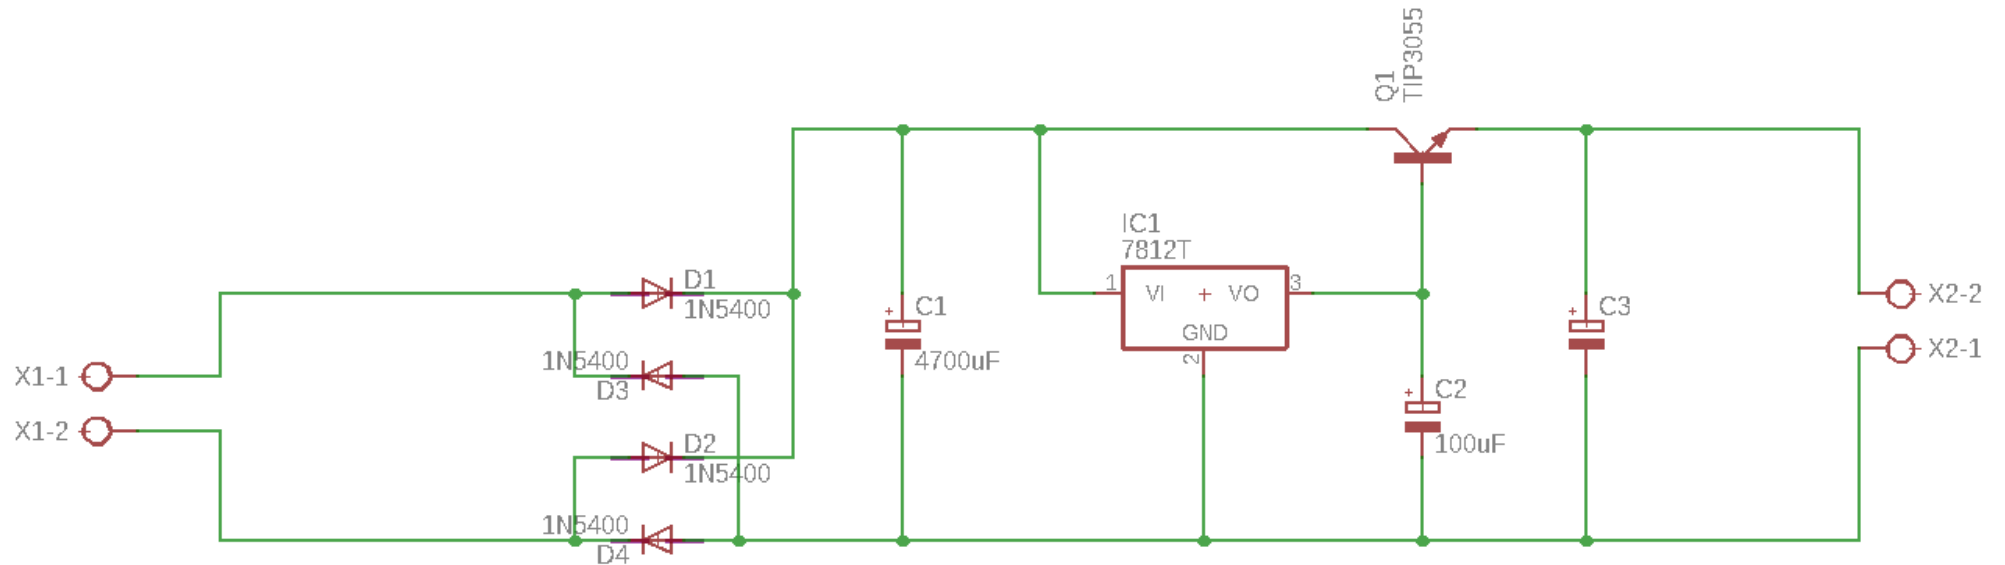 Q1
TIP3055
IC1
7812T
1
VI
+
VO
3
GND
2
D1
1N5400
1N5400
D3
D2
1N5400
1N5400
D4
X1-1
X1-2
+
C1
4700uF
+
C2
100uF
+
C3
X2-2
X2-1